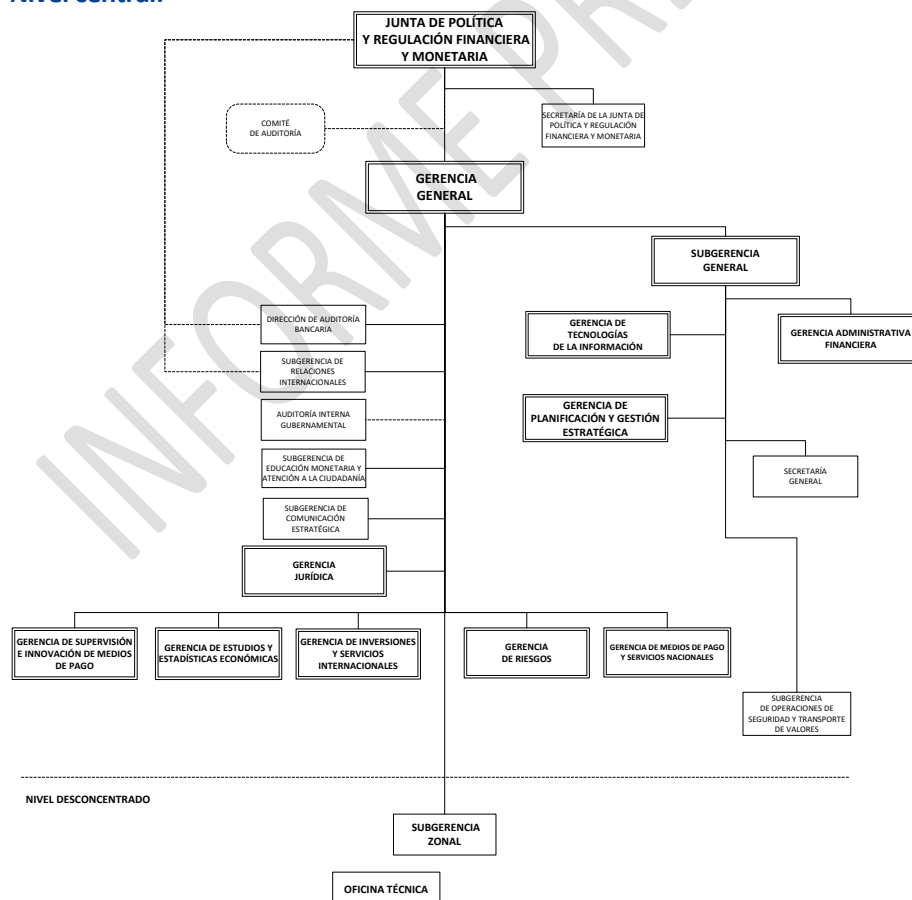 Nivel central:
JUNTA DE POLÍTICA
Y REGULACIÓN FINANCIERA
Y MONETARIA
COMITÉ
DE AUDITORÍA
SECRETARÍA DE LA JUNTA DE
POLÍTICA Y REGULACIÓN
FINANCIERA Y MONETARIA
GERENCIA
GENERAL
SUBGERENCIA
GENERAL
DIRECCIÓN DE AUDITORÍA
BANCARIA
GERENCIA DE
TECNOLOGÍAS
DE LA INFORMACIÓN
GERENCIA ADMINISTRATIVA
FINANCIERA
SUBGERENCIA DE
RELACIONES
INTERNACIONALES
AUDITORÍA INTERNA
GUBERNAMENTAL
GERENCIA DE
PLANIFICACIÓN Y GESTIÓN
ESTRATÉGICA
SUBGERENCIA DE
EDUCACIÓN MONETARIA Y
ATENCIÓN A LA CIUDADANÍA
SECRETARÍA
GENERAL
SUBGERENCIA DE
COMUNICACIÓN
ESTRATÉGICA
GERENCIA
JURÍDICA
GERENCIA DE SUPERVISIÓN
E INNOVACIÓN DE MEDIOS
DE PAGO
GERENCIA DE ESTUDIOS Y
ESTADÍSTICAS ECONÓMICAS
GERENCIA DE INVERSIONES
Y SERVICIOS
INTERNACIONALES
GERENCIA
DE RIESGOS
GERENCIA DE MEDIOS DE PAGO
Y SERVICIOS NACIONALES
SUBGERENCIA
DE OPERACIONES DE
SEGURIDAD Y TRANSPORTE
DE VALORES
NIVEL DESCONCENTRADO
SUBGERENCIA
ZONAL
OFICINA TÉCNICA
INFORME